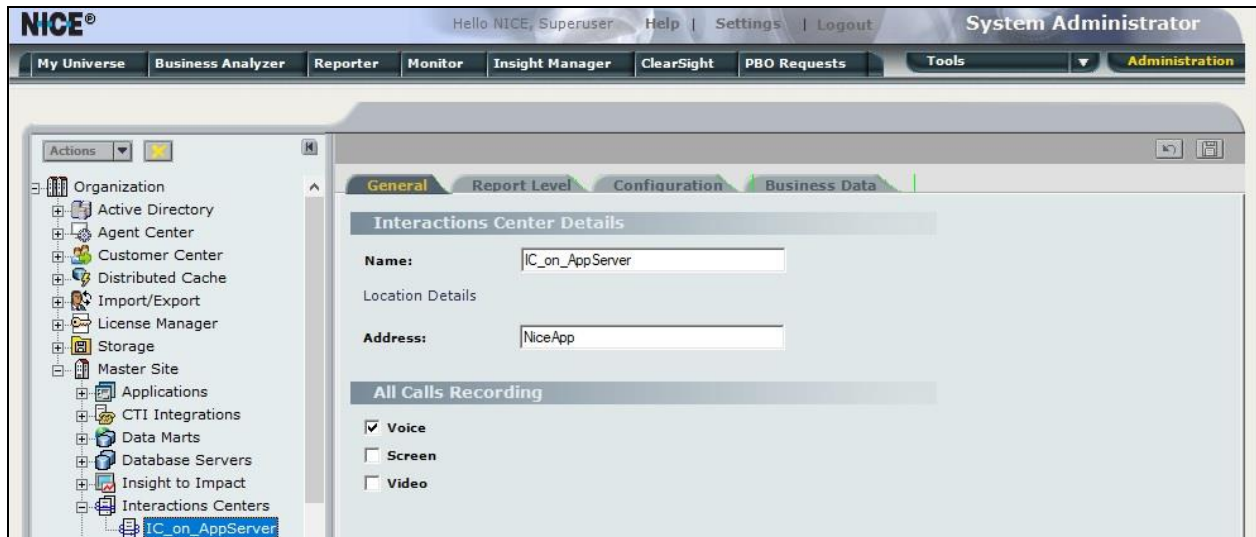 NICE®
Hello NICE, Superuser Help | Settings | Logout System Administrator
My Universe Business Analyzer Reporter Monitor Insight Manager ClearSight PBO Requests Tools Administration
Actions
Organization
Active Directory
Agent Center
Customer Center
Distributed Cache
Import/Export
License Manager
Storage
Master Site
Applications
CTI Integrations
Data Marts
Database Servers
Insight to Impact
Interactions Centers
IC_on_AppServer
General Report Level Configuration Business Data
Interactions Center Details
Name: IC_on_AppServer
Location Details
Address: NiceApp
All Calls Recording
Voice
Screen
Video